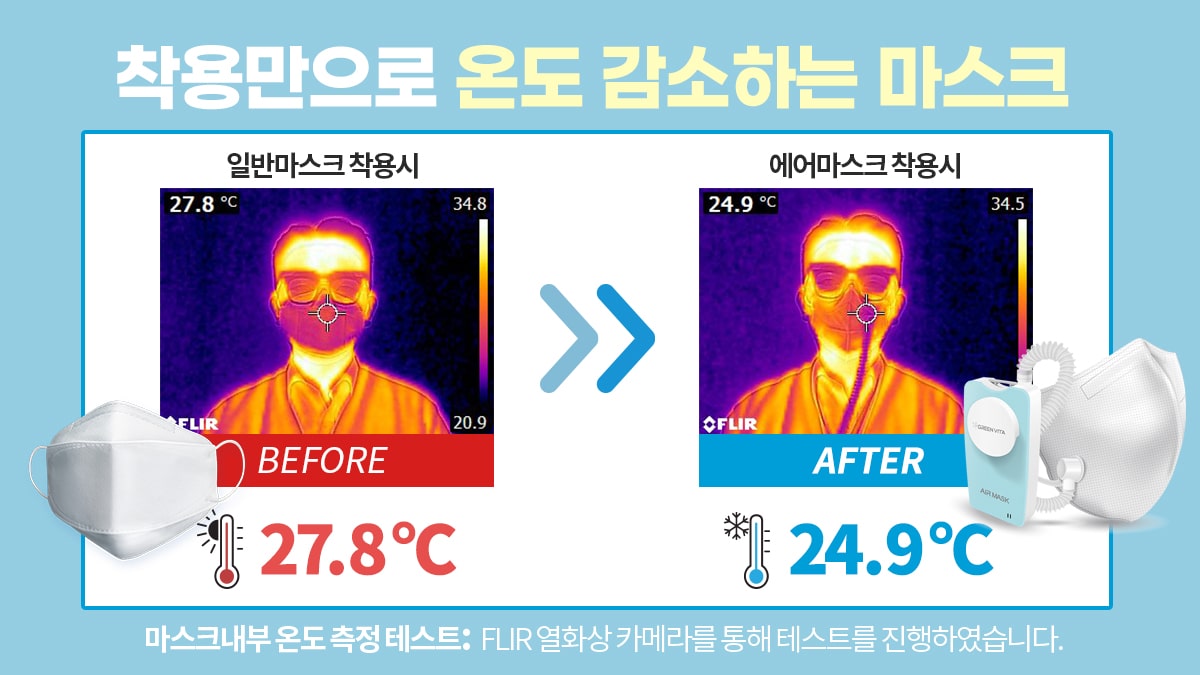 착용만으로 온도 감소하는 마스크
일반마스크 착용시
27.8 °C
34.8
20.9
FLIR
BEFORE
27.8℃
에어마스크 착용시
24.9 °C
34.5
FLIR
AFTER
24.9℃
GREEN VITA
AIR MASK
마스크내부 온도 측정 테스트: FLIR 열화상 카메라를 통해 테스트를 진행하였습니다.